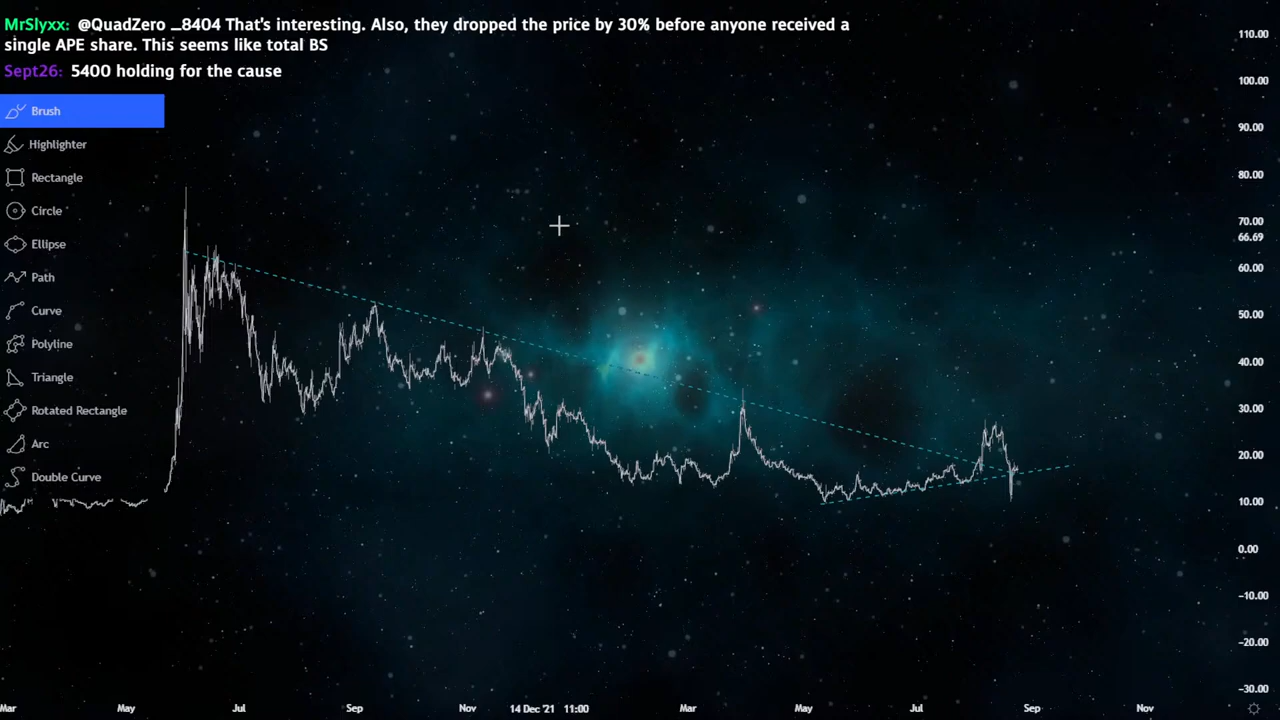 MrSlyxx: @QuadZero _8404 That's interesting. Also, they dropped the price by 30% before anyone received a
single APE share. This seems like total BS
Sept26: 5400 holding for the cause
Brush
Highlighter
Rectangle
Circle
Ellipse
Path
Curve
Polyline
Triangle
Rotated Rectangle
Arc
Double Curve
110.00
100.00
90.00
80.00
70.00
66.69
60.00
50.00
40.00
30.00
20.00
10.00
0.00
−10.00
−20.00
−30.00
Mar May Jul Sep Nov 14 Dec '21 11:00 Mar May Jul Sep Nov